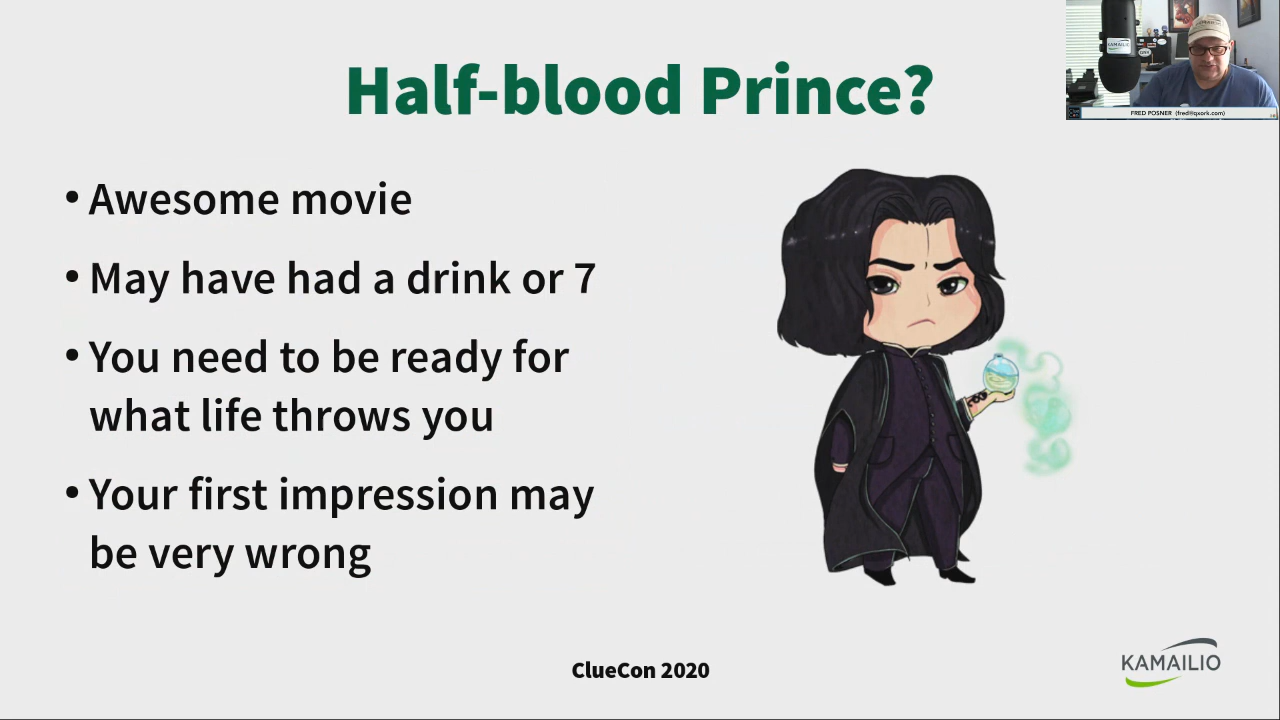 Half-blood Prince?
• Awesome movie
• May have had a drink or 7
• You need to be ready for
what life throws you
• Your first impression may
be very wrong
ClueCon 2020
KAMAILIO
KAMAILIO
FRED POSNER (fred@qxork.com)